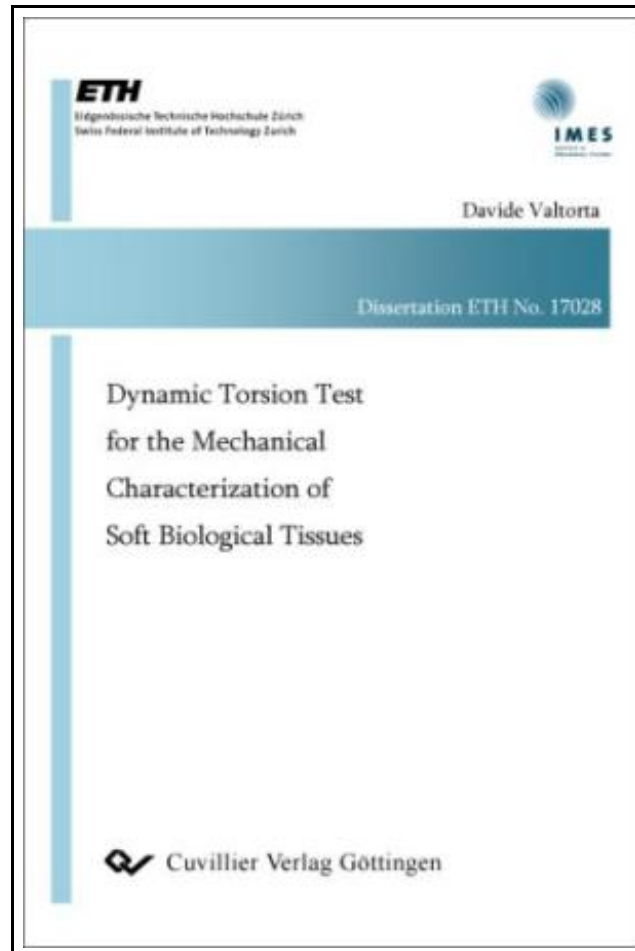 ETH
Eidgenössische Technische Hochschule Zürich
Swiss Federal Institute of Technology Zurich
IMES
Davide Valtorta
Dissertation ETH No. 17028
Dynamic Torsion Test
for the Mechanical
Characterization of
Soft Biological Tissues
Cuvillier Verlag Göttingen